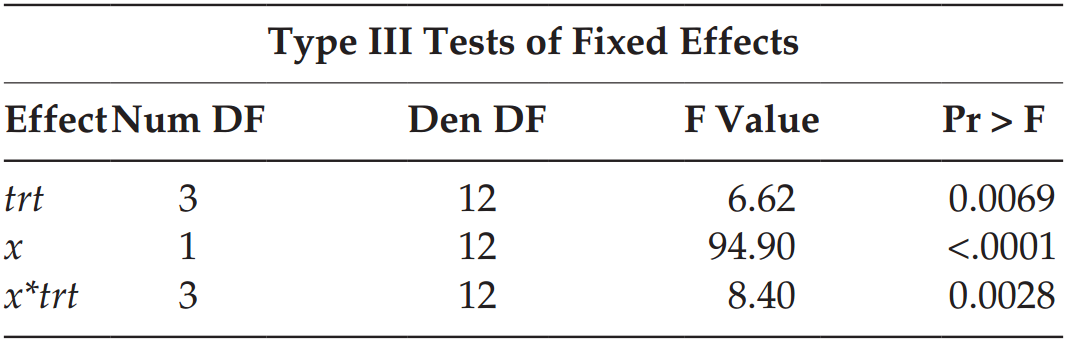 Type III Tests of Fixed Effects
Effect Num DF Den DF F Value Pr > F
trt 3 12 6.62 0.0069
x 1 12 94.90 <.0001
x*trt 3 12 8.40 0.0028